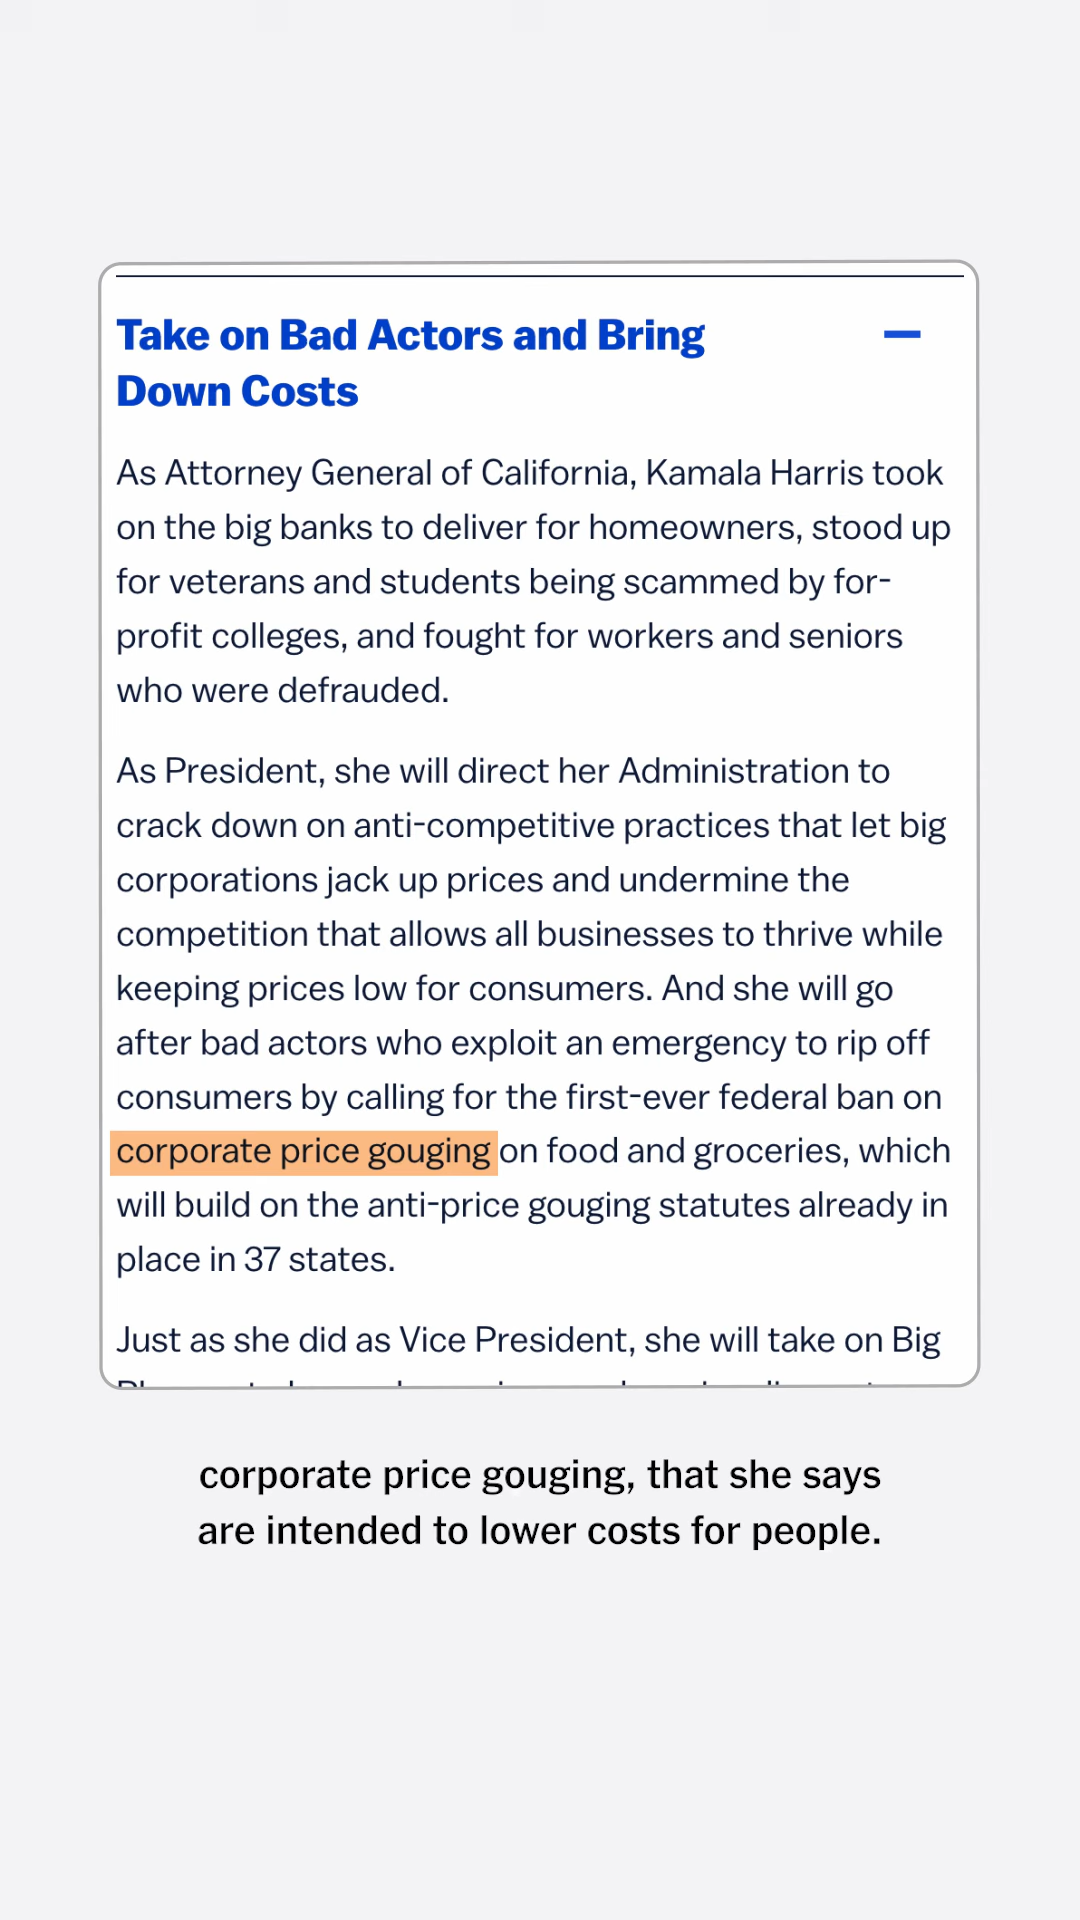 Take on Bad Actors and Bring
Down Costs
As Attorney General of California, Kamala Harris took
on the big banks to deliver for homeowners, stood up
for veterans and students being scammed by for-
profit colleges, and fought for workers and seniors
who were defrauded.
As President, she will direct her Administration to
crack down on anti-competitive practices that let big
corporations jack up prices and undermine the
competition that allows all businesses to thrive while
keeping prices low for consumers. And she will go
after bad actors who exploit an emergency to rip off
consumers by calling for the first-ever federal ban on
corporate price gouging on food and groceries, which
will build on the anti-price gouging statutes already in
place in 37 states.
Just as she did as Vice President, she will take on Big
corporate price gouging, that she says
are intended to lower costs for people.